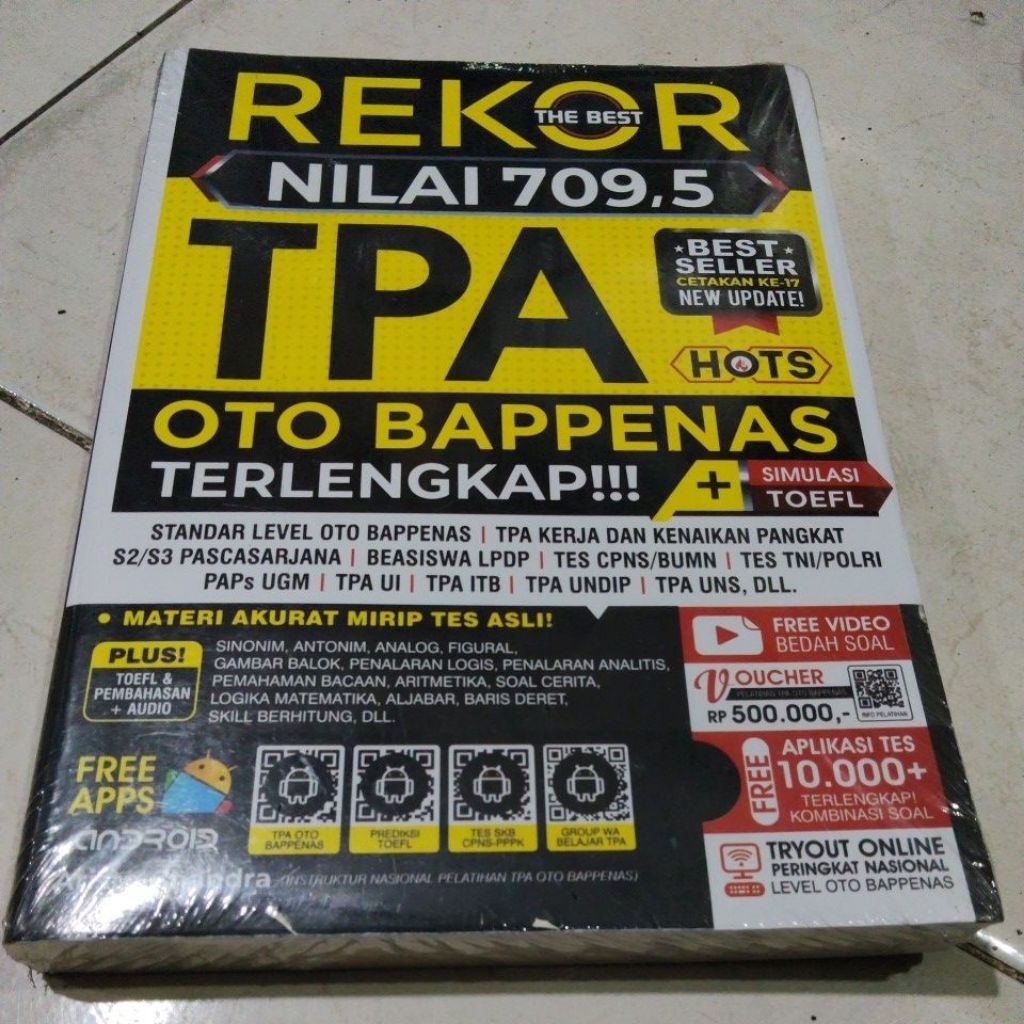 REKOR
THE BEST
NILAI 709,5
TPA
BEST
SELLER
CETAKAN KE-17
NEW UPDATE!
HOTS
OTO BAPPENAS
TERLENGKAP!!!
+
SIMULASI
TOEFL
STANDAR LEVEL OTO BAPPENAS | TPA KERJA DAN KENAIKAN PANGKAT
S2/S3 PASCASARJANA | BEASISWA LPDP | TES CPNS/BUMN | TES TNI/POLRI
PAPs UGM | TPA UI | TPA ITB | TPA UNDIP | TPA UNS, DLL.
• MATERI AKURAT MIRIP TES ASLI!
PLUS!
TOEFL &
PEMBAHASAN
+ AUDIO
SINONIM, ANTONIM, ANALOG, FIGURAL,
GAMBAR BALOK, PENALARAN LOGIS, PENALARAN ANALITIS,
PEMAHAMAN BACAAN, ARITMETIKA, SOAL CERITA,
LOGIKA MATEMATIKA, ALJABAR, BARIS DERET,
SKILL BERHITUNG, DLL.
FREE VIDEO
BEDAH SOAL
VOUCHER
PELATIHAN TPA OTO BAPPENAS
RP 500.000,-
INFO PELATIHAN
FREE
APLIKASI TES
10.000+
TERLENGKAP!
KOMBINASI SOAL
FREE
APPS
ANDROID
TPA OTO
BAPPENAS
PREDIKSI
TOEFL
TES SKB
CPNS-PPPK
GROUP WA
BELAJAR TPA
TRYOUT ONLINE
PERINGKAT NASIONAL
LEVEL OTO BAPPENAS
(INSTRUKTUR NASIONAL PELATIHAN TPA OTO BAPPENAS)